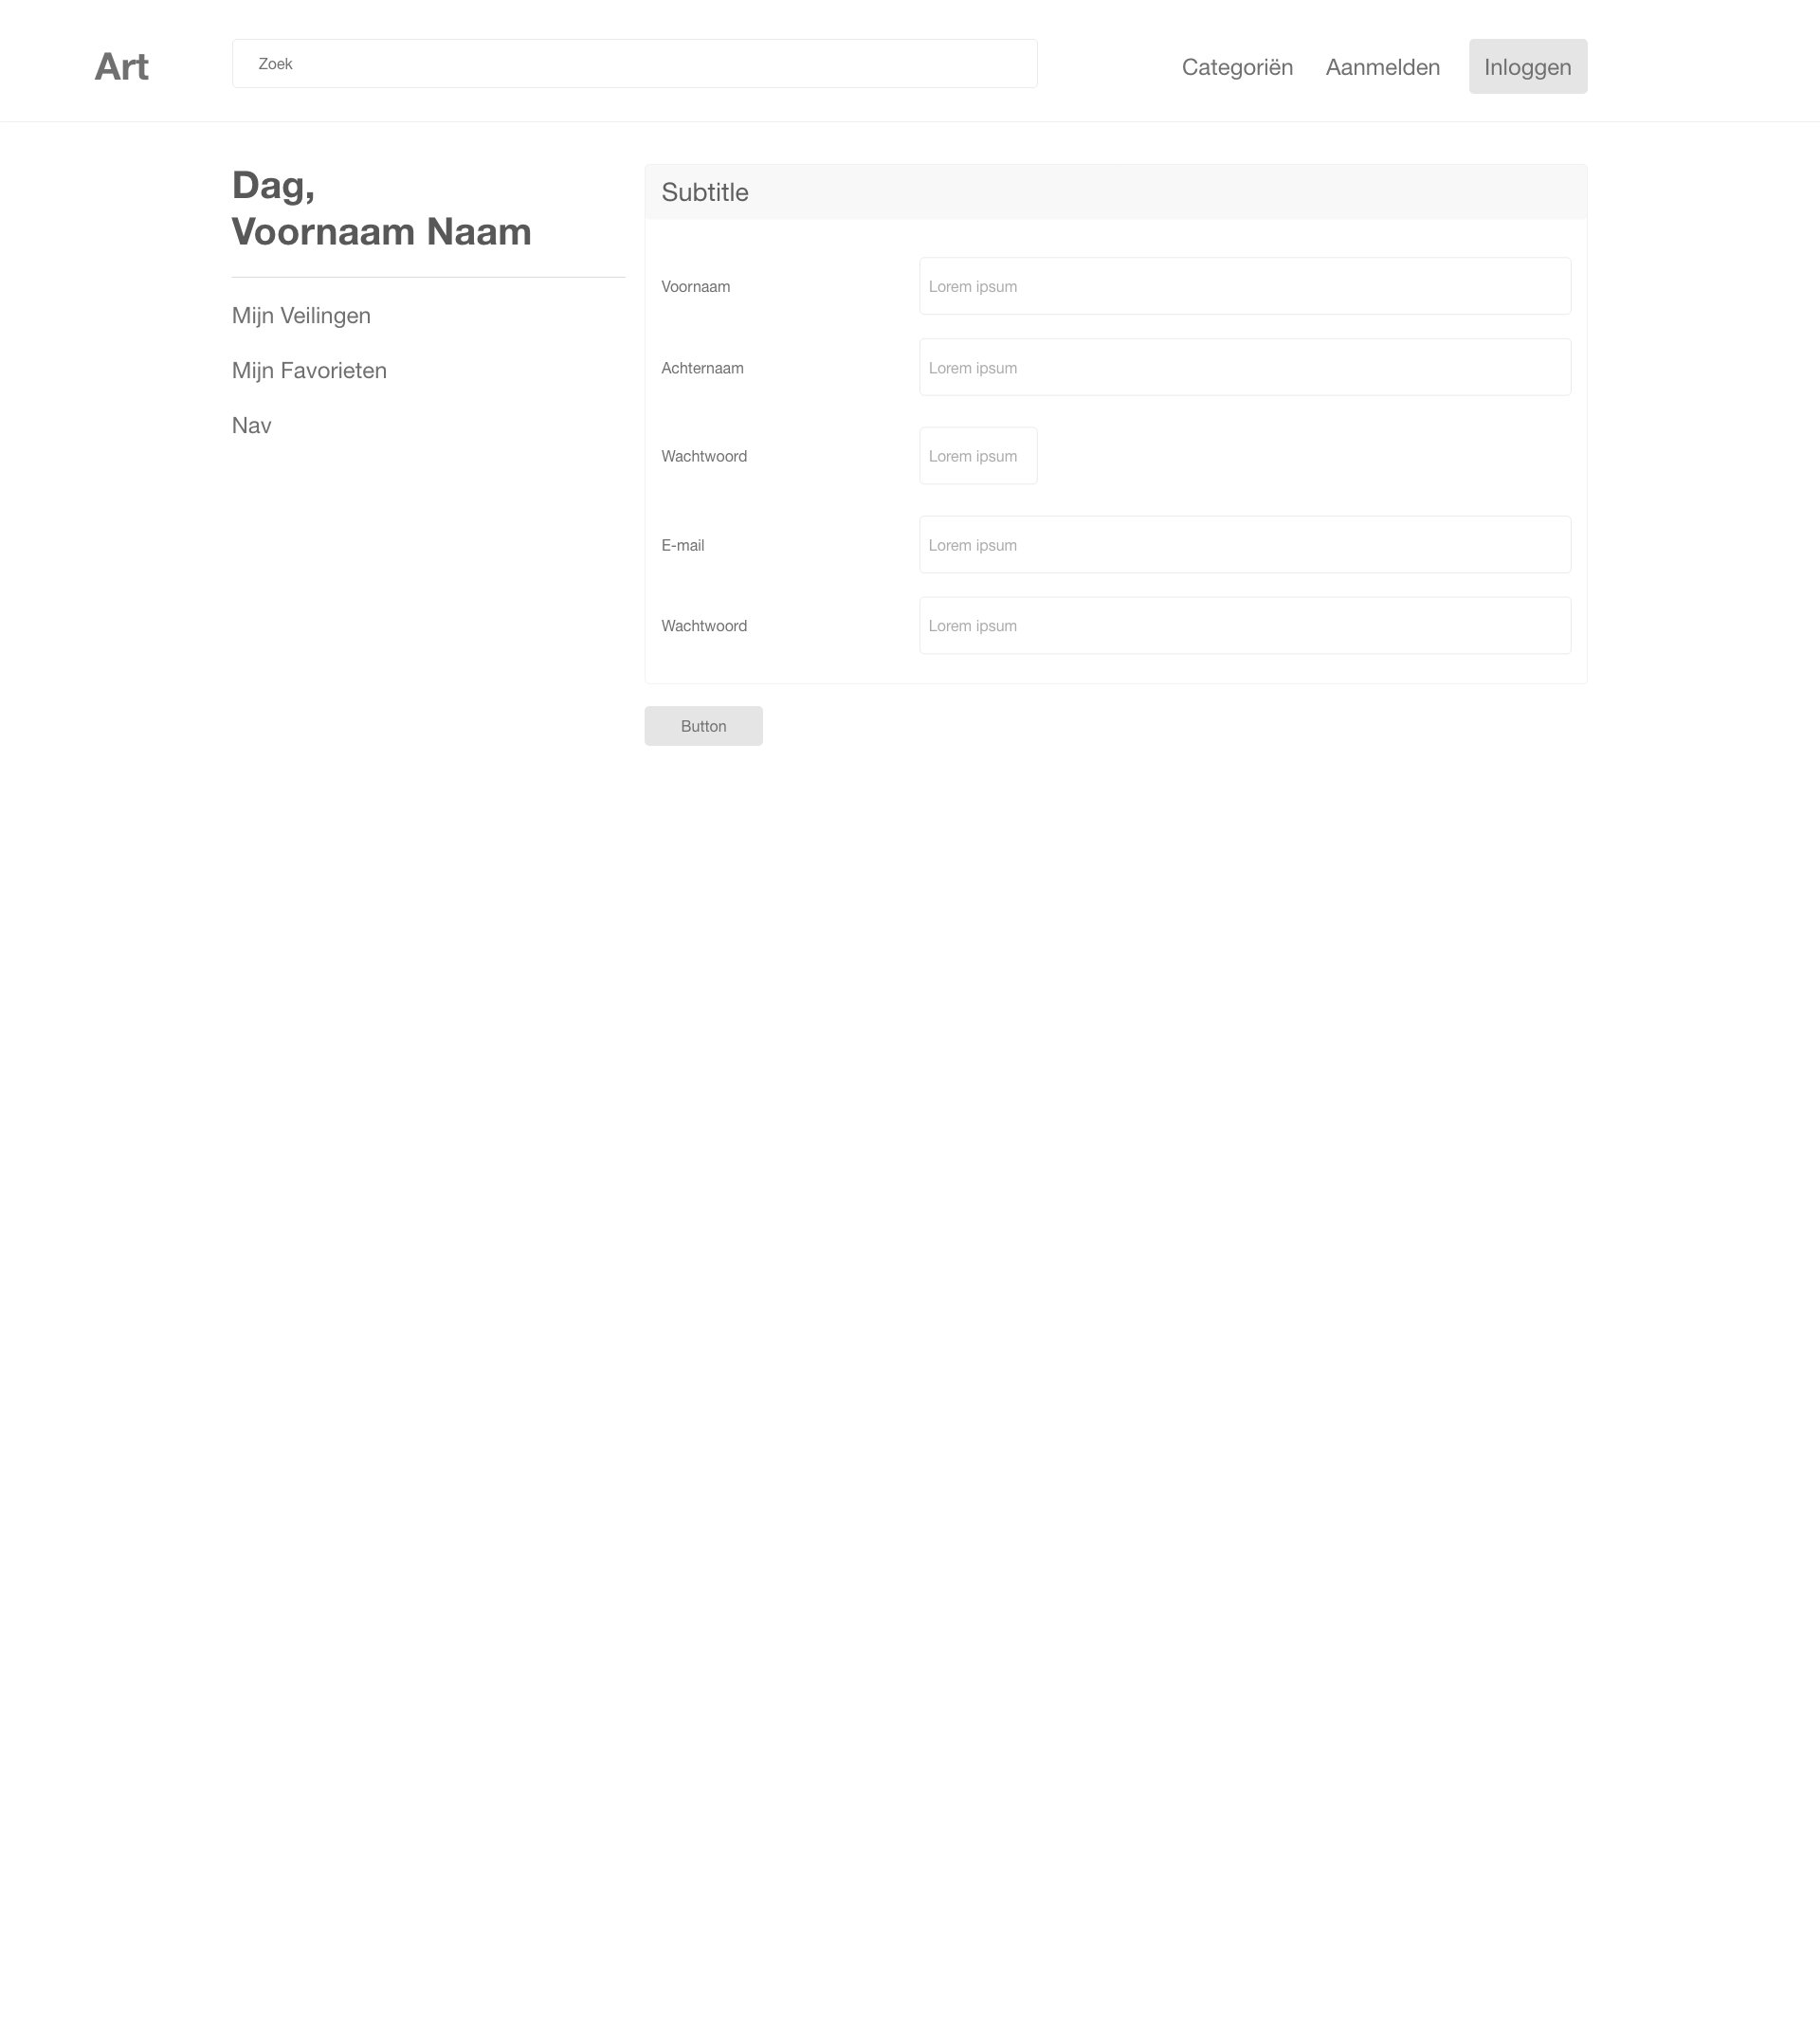 Art
Zoek
Categoriën
Aanmelden
Inloggen
Dag,
Voornaam Naam
Mijn Veilingen
Mijn Favorieten
Nav
Subtitle
Voornaam
Lorem ipsum
Achternaam
Lorem ipsum
Wachtwoord
Lorem ipsum
E-mail
Lorem ipsum
Wachtwoord
Lorem ipsum
Button